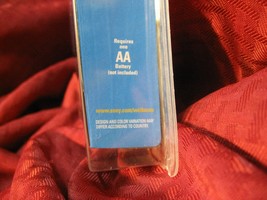 Requires
one
AA
Battery
(not included)
DESIGN AND COLOR VARIATION MAY
DIFFER ACCORDING TO COUNTRY.